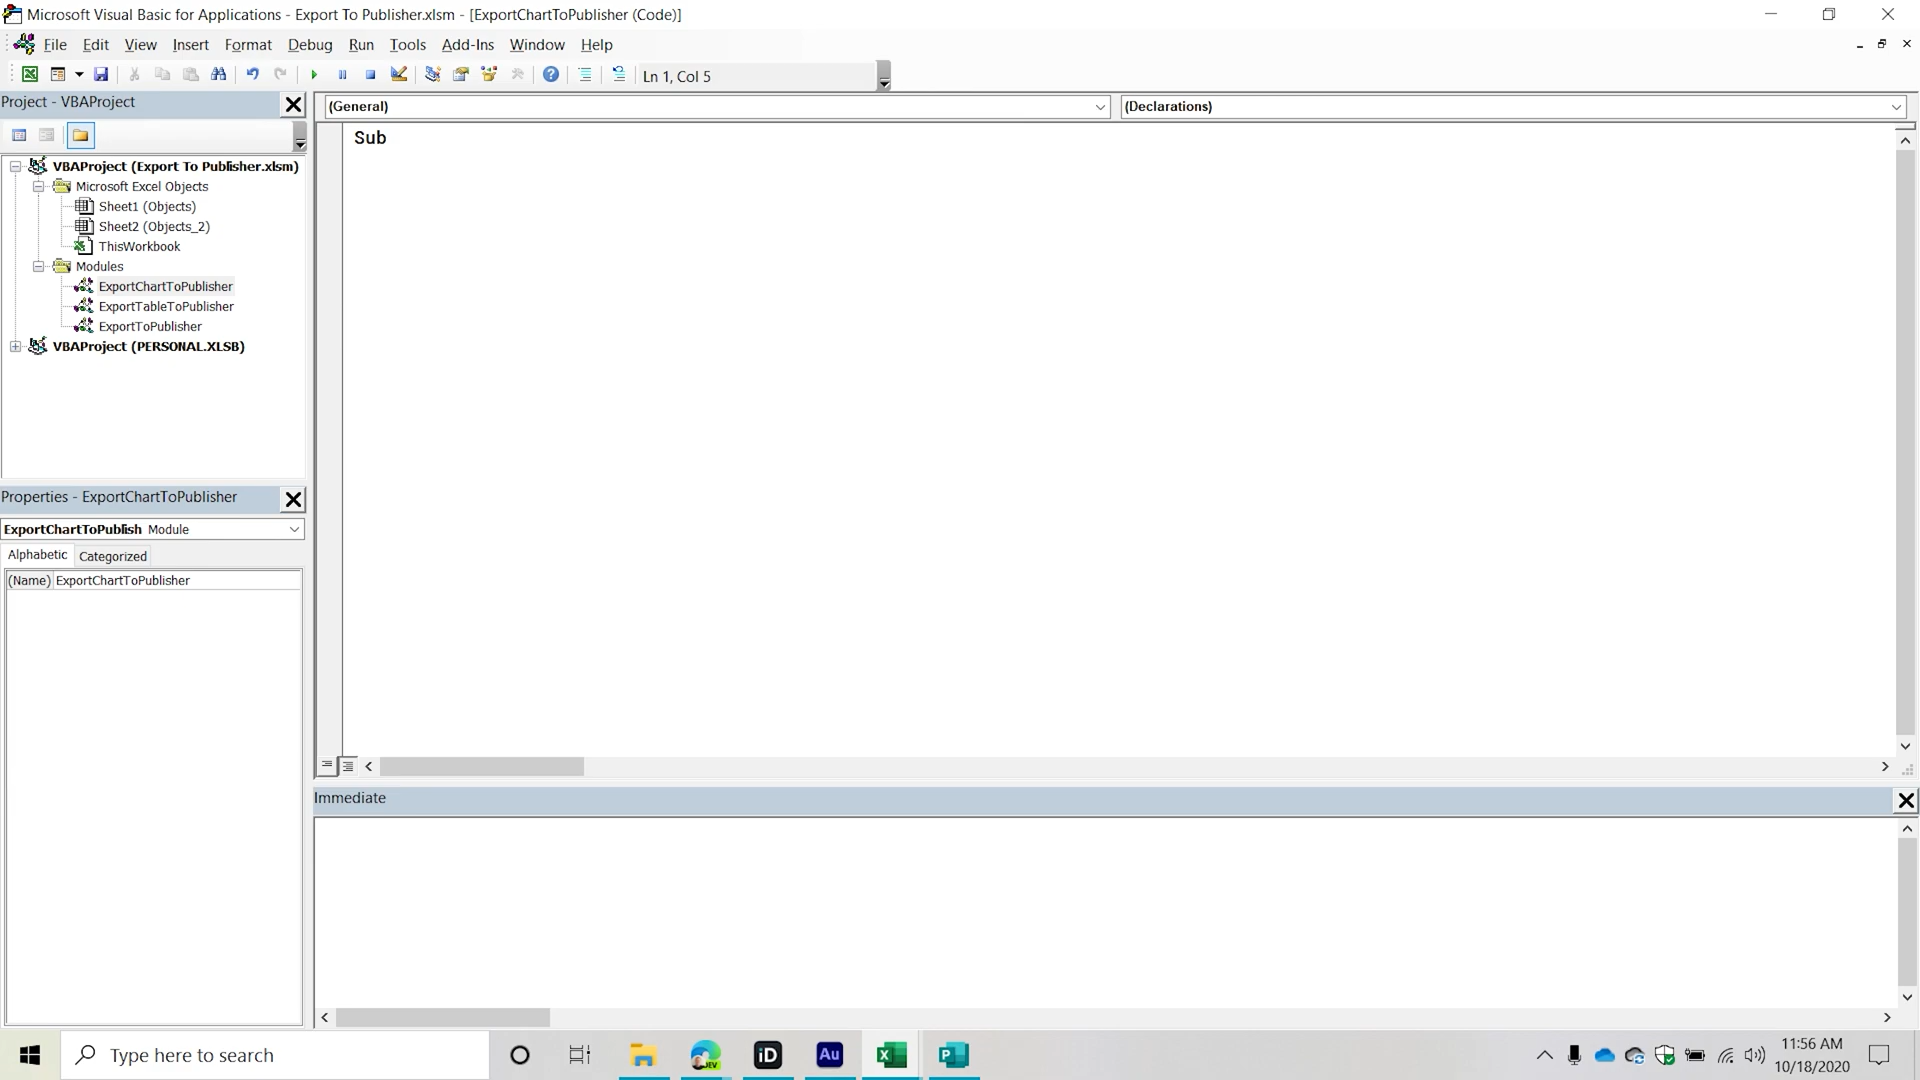 Microsoft Visual Basic for Applications - Export To Publisher.xlsm - [ExportChartToPublisher (Code)]
File Edit View Insert Format Debug Run Tools Add-Ins Window Help
Ln 1, Col 5
Project - VBAProject
(General) (Declarations)
Sub
VBAProject (Export To Publisher.xlsm)
Microsoft Excel Objects
Sheet1 (Objects)
Sheet2 (Objects_2)
ThisWorkbook
Modules
ExportChartToPublisher
ExportTableToPublisher
ExportToPublisher
VBAProject (PERSONAL.XLSB)
Properties - ExportChartToPublisher
ExportChartToPublish Module
Alphabetic Categorized
(Name) ExportChartToPublisher
Immediate
Type here to search
DEV
iD
Au
X
P
11:56 AM
10/18/2020